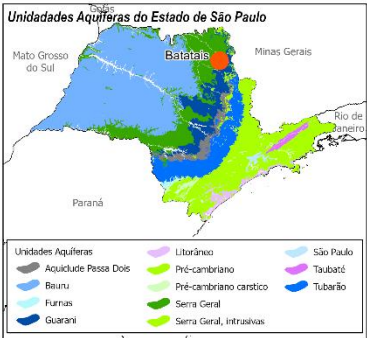 Goiás
Unidadades Aquíferas do Estado de São Paulo
Batatais
Minas Gerais
Mato Grosso
do Sul
Rio de
Janeiro
Paraná
Unidades Aquíferas
Aquiclude Passa Dois
Bauru
Furnas
Guarani
Litorâneo
Pré-cambriano
Pré-cambriano carstico
Serra Geral
Serra Geral, intrusivas
São Paulo
Taubaté
Tubarão